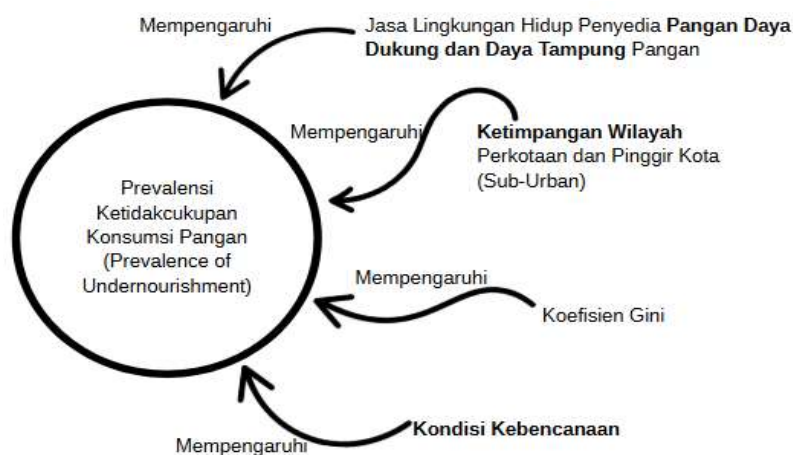 Mempengaruhi
Jasa Lingkungan Hidup Penyedia Pangan Daya
Dukung dan Daya Tampung Pangan
Mempengaruhi
Ketimpangan Wilayah
Perkotaan dan Pinggir Kota
(Sub-Urban)
Prevalensi
Ketidakcukupan
Konsumsi Pangan
(Prevalence of
Undernourishment)
Mempengaruhi
Koefisien Gini
Kondisi Kebencanaan
Mempengaruhi